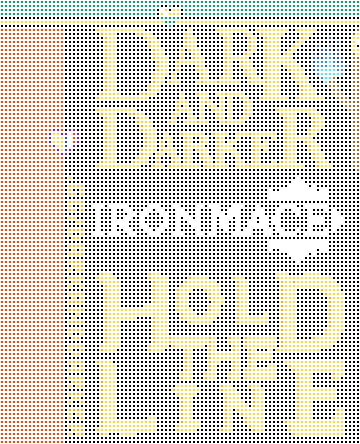 DARK
AND
DARKER
IRONMACE
HOLD
THE
LINE